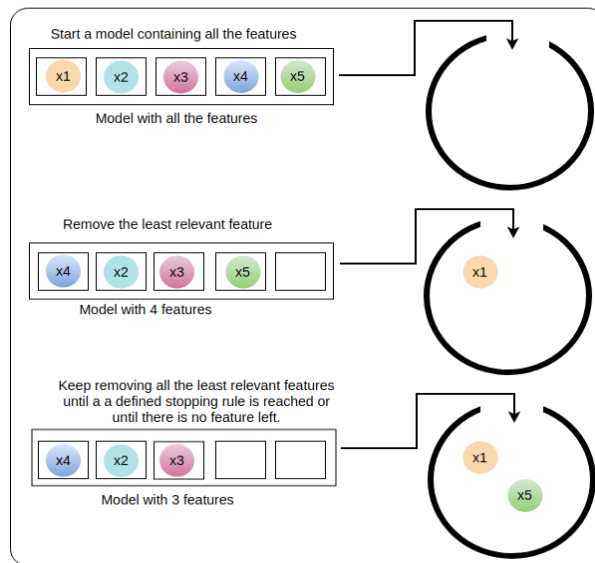 Start a model containing all the features
x1 x2 x3 x4 x5
Model with all the features
Remove the least relevant feature
x4 x2 x3 x5
x1
Model with 4 features
Keep removing all the least relevant features
until a a defined stopping rule is reached or
until there is no feature left.
x4 x2 x3
x1
x5
Model with 3 features